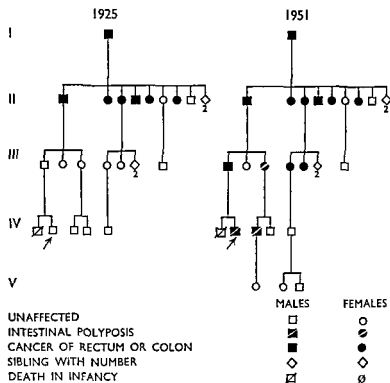 1925 1951
I
II
2 2
III
2 2
IV
V
MALES FEMALES
UNAFFECTED
INTESTINAL POLYPOSIS
CANCER OF RECTUM OR COLON
SIBLING WITH NUMBER
DEATH IN INFANCY